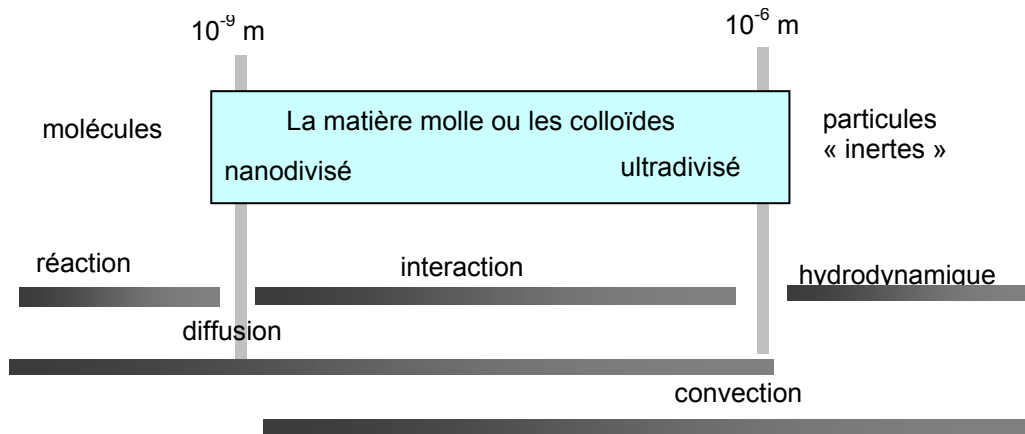 10⁻⁹ m
10⁻⁶ m
molécules
La matière molle ou les colloïdes
particules
« inertes »
nanodivisé
ultradivisé
réaction
interaction
hydrodynamique
diffusion
convection